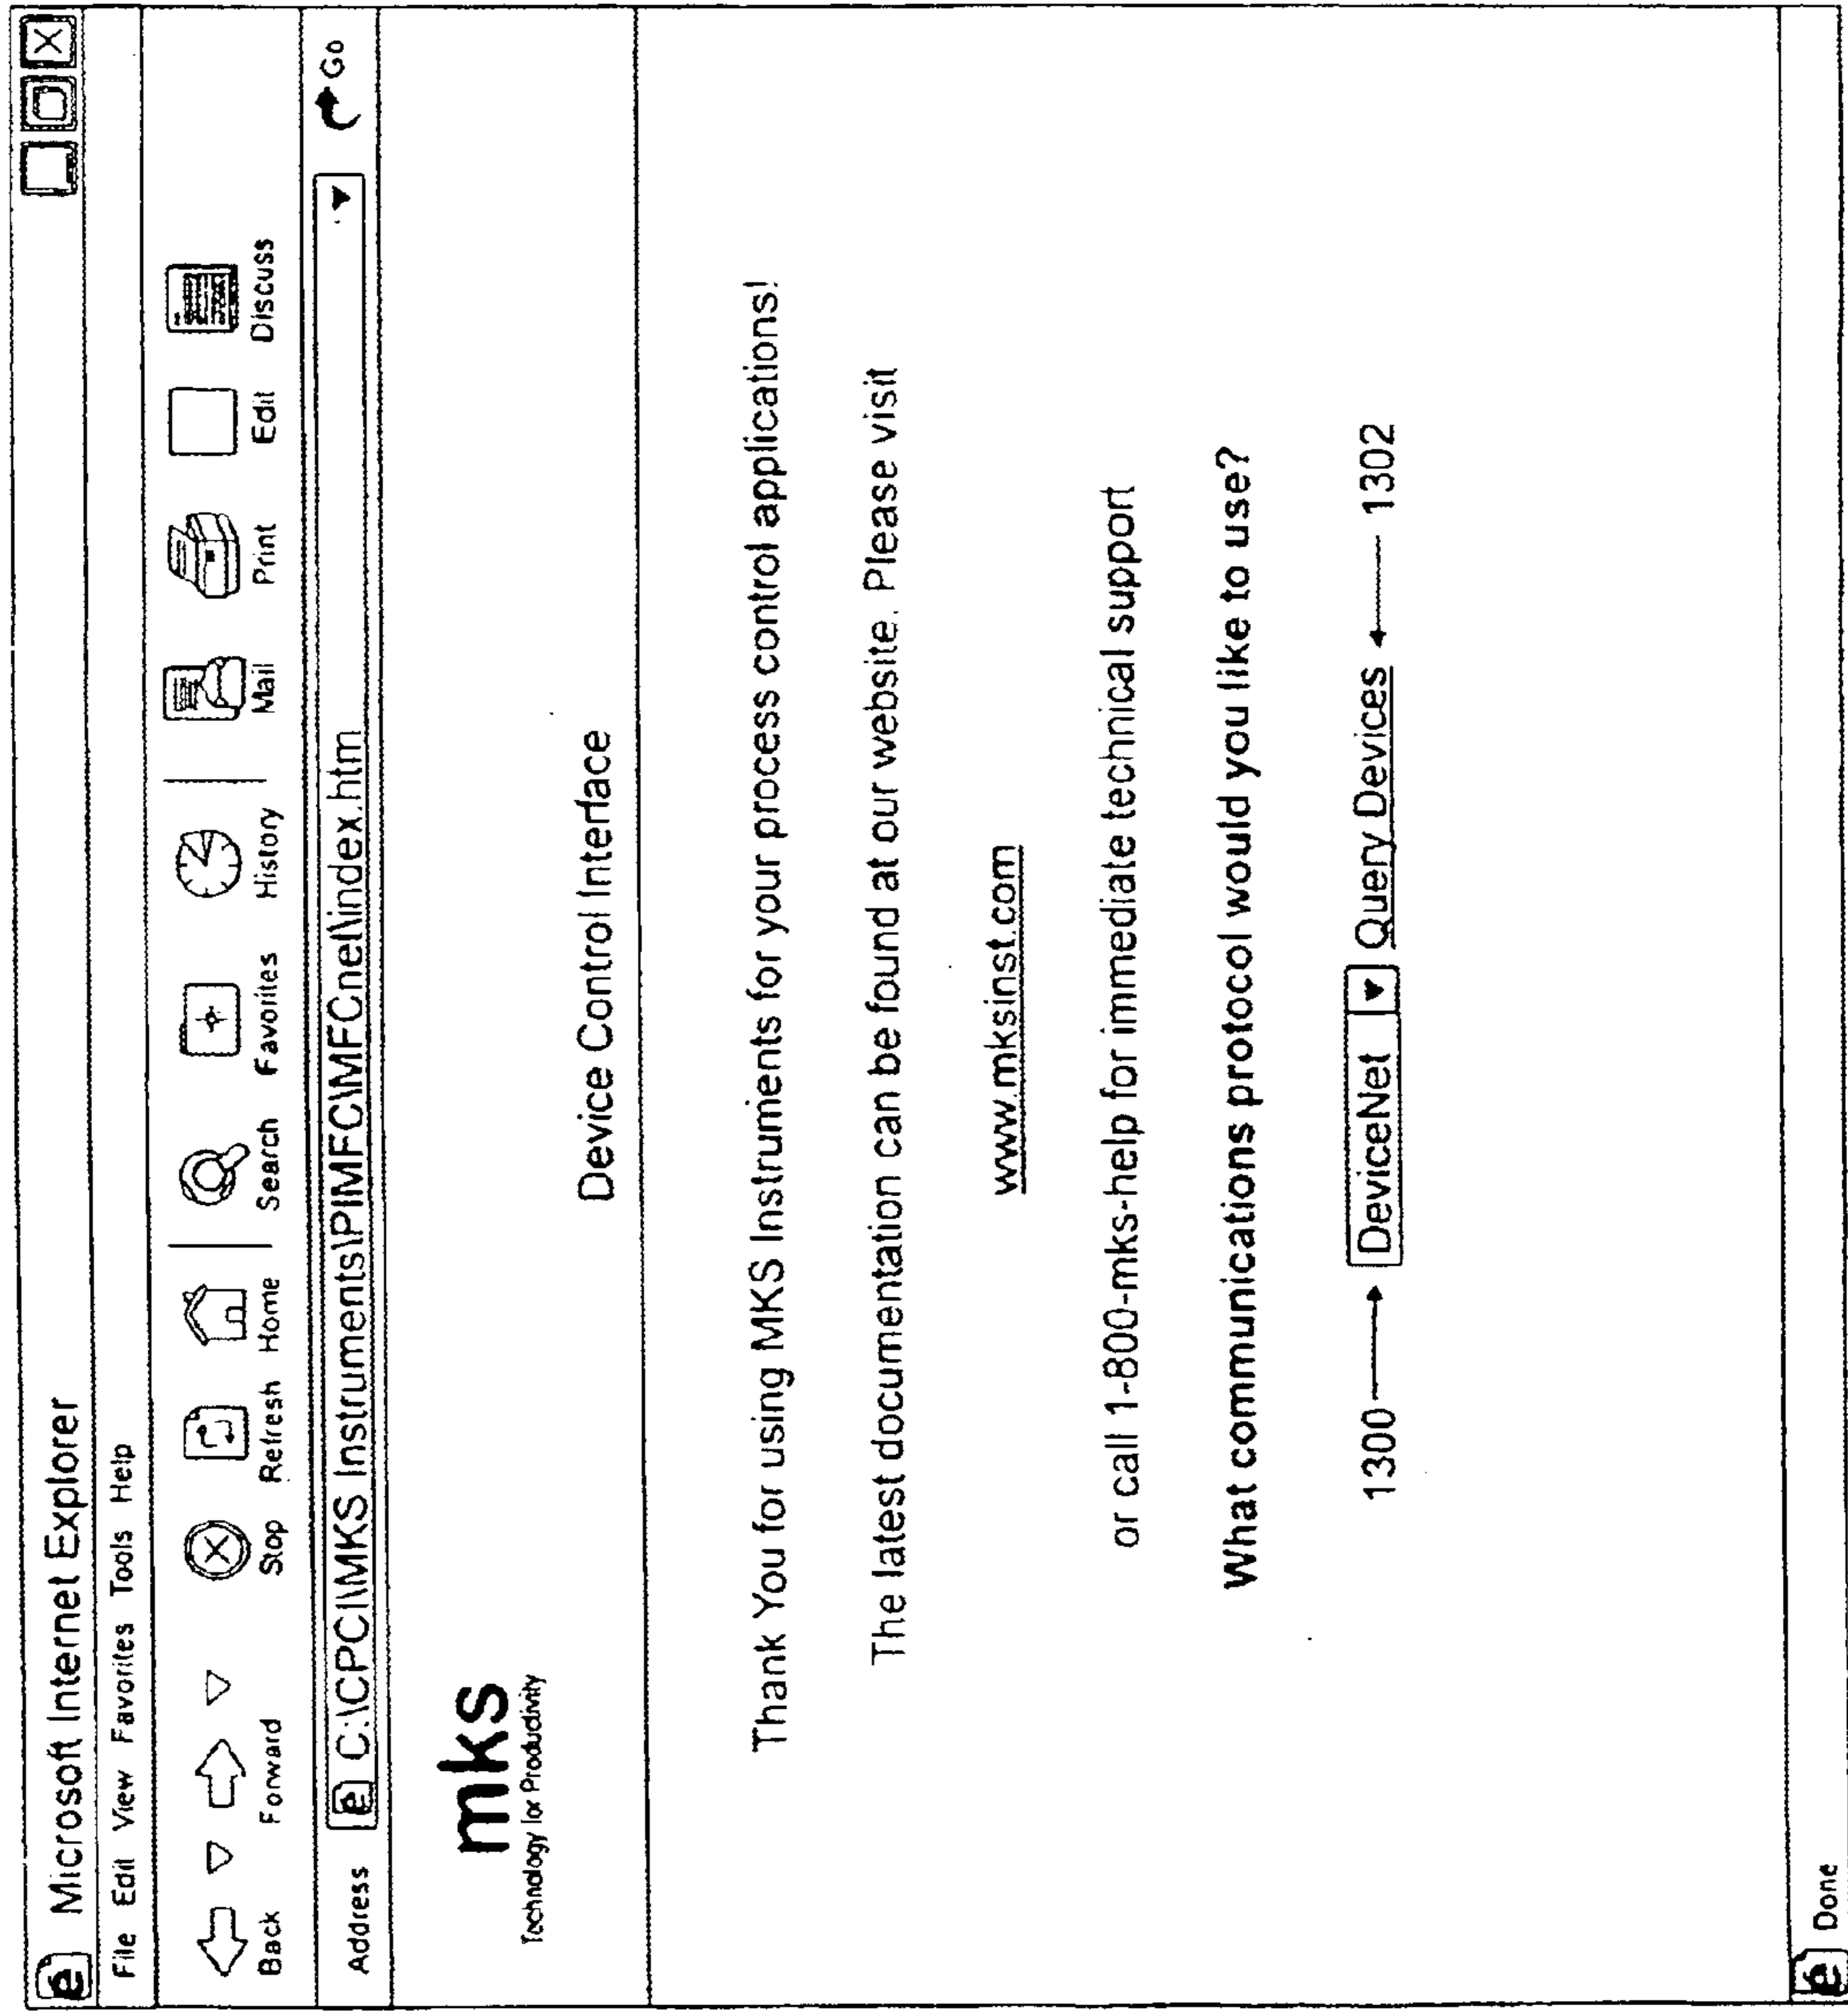 Microsoft Internet Explorer
File Edit View Favorites Tools Help
Back Forward Stop Refresh Home Search Favorites History Mail Print Edit Discuss
Address C:\CPCI\MKS Instruments\PIMFC\MFCnet\index.htm Go
mks
Technology for Productivity
Device Control Interface
Thank You for using MKS Instruments for your process control applications!
The latest documentation can be found at our website. Please visit
www.mksinst.com
or call 1-800-mks-help for immediate technical support
What communications protocol would you like to use?
1300 DeviceNet Query Devices 1302
Done